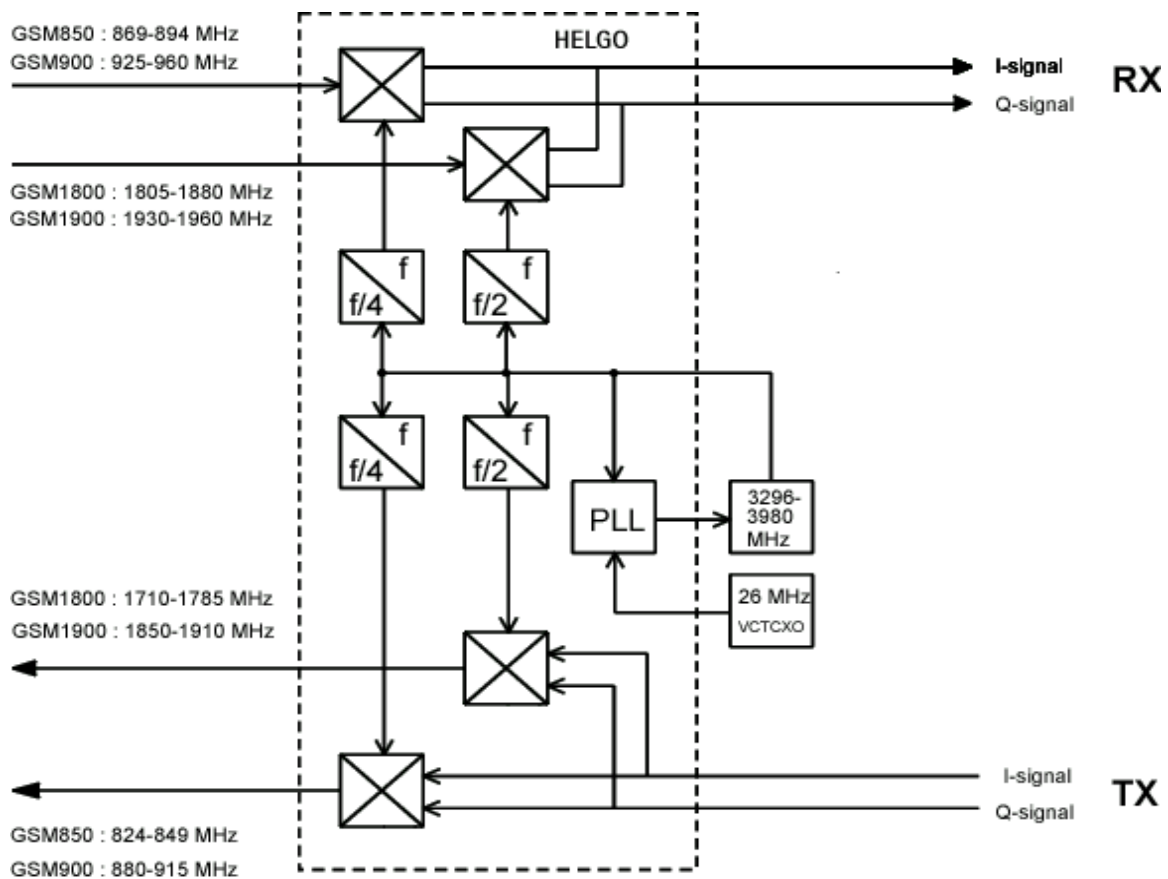 GSM850 : 869-894 MHz
GSM900 : 925-960 MHz
HELGO
I-signal
RX
Q-signal
GSM1800 : 1805-1880 MHz
GSM1900 : 1930-1960 MHz
f
f/4
f
f/2
f
f/4
f
f/2
PLL
3296-
3980
MHz
26 MHz
VCTCXO
GSM1800 : 1710-1785 MHz
GSM1900 : 1850-1910 MHz
I-signal
TX
Q-signal
GSM850 : 824-849 MHz
GSM900 : 880-915 MHz